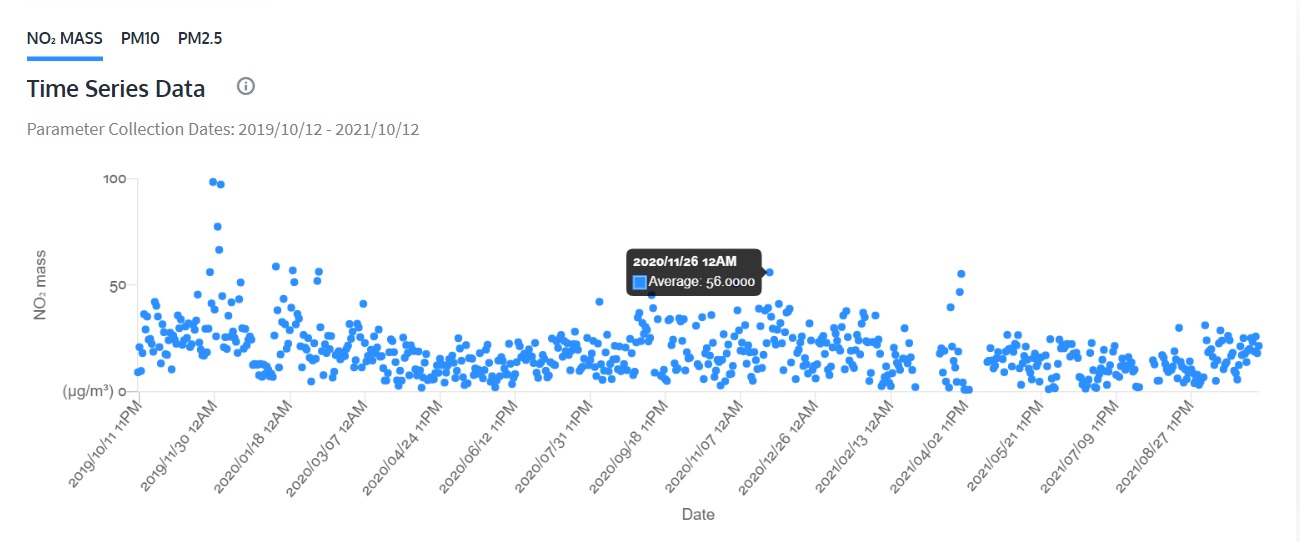 NO₂ MASS PM10 PM2.5
Time Series Data
Parameter Collection Dates: 2019/10/12 - 2021/10/12
100
50
(µg/m³) 0
NO₂ mass
2020/11/26 12AM
Average: 56.0000
2019/10/11 11PM
2019/11/30 12AM
2020/01/18 12AM
2020/03/07 12AM
2020/04/24 11PM
2020/06/12 11PM
2020/07/31 11PM
2020/09/18 11PM
2020/11/07 12AM
2020/12/26 12AM
2021/02/13 12AM
2021/04/02 11PM
2021/05/21 11PM
2021/07/09 11PM
2021/08/27 11PM
Date